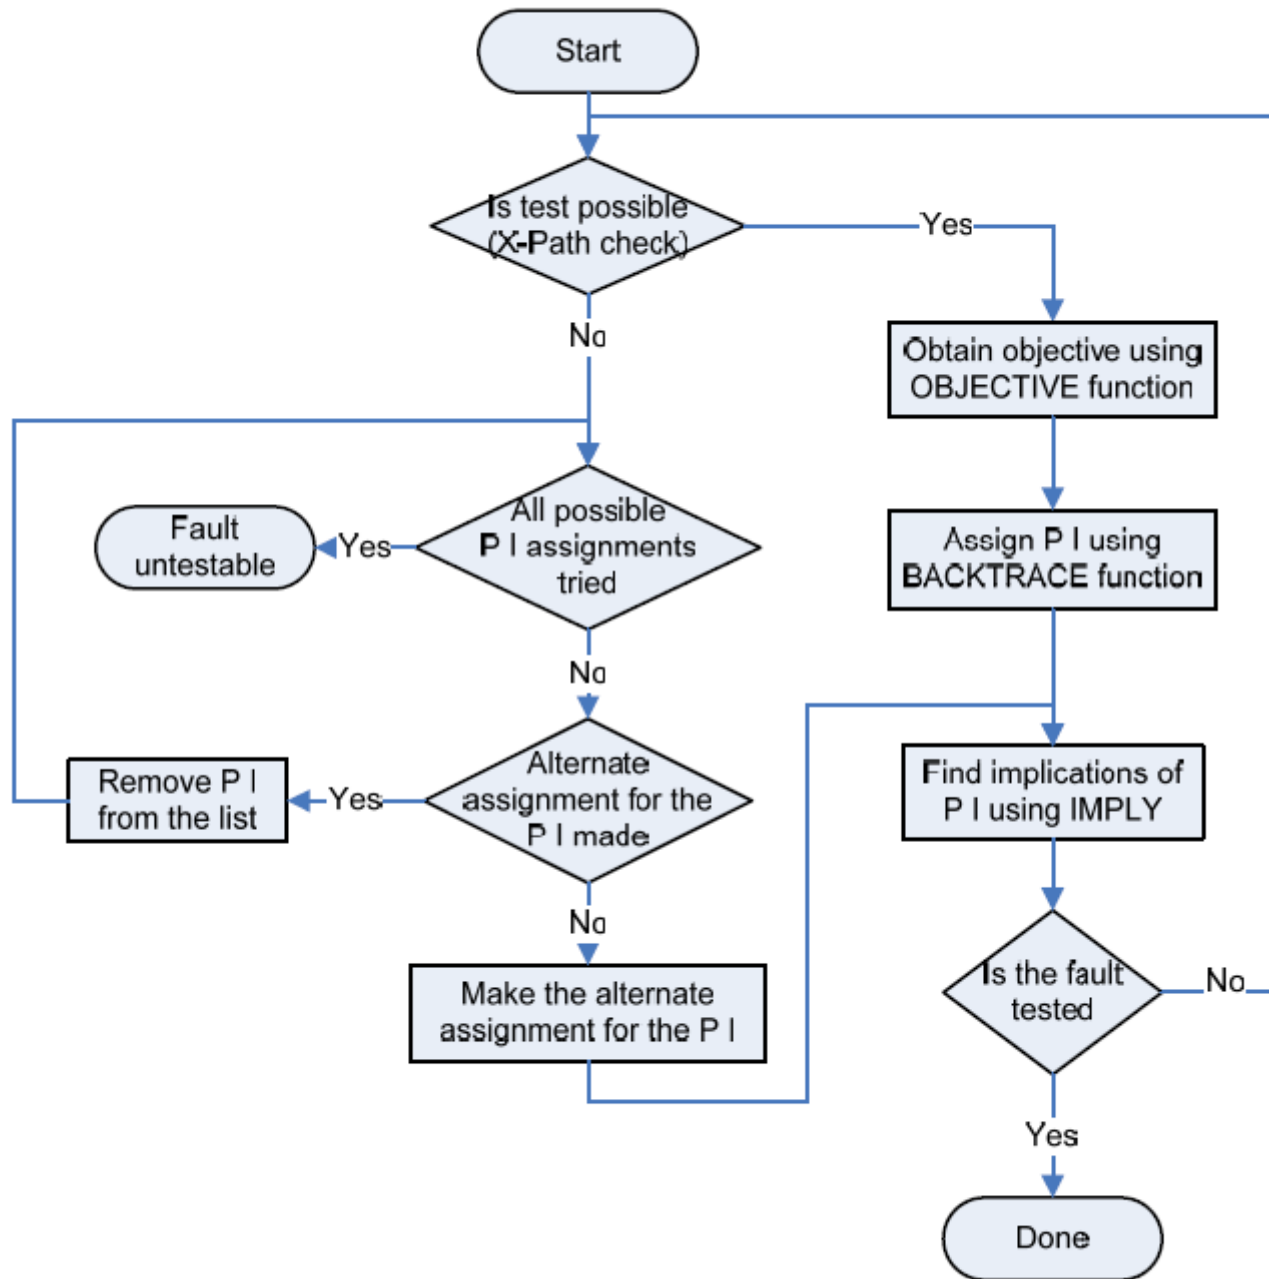 Start
Is test possible
(X-Path check)
Yes
No
Obtain objective using
OBJECTIVE function
Fault
untestable
Yes
All possible
P I assignments
tried
Assign P I using
BACKTRACE function
No
Remove P I
from the list
Yes
Alternate
assignment for the
P I made
Find implications of
P I using IMPLY
No
Make the alternate
assignment for the P I
Is the fault
tested
No
Yes
Done